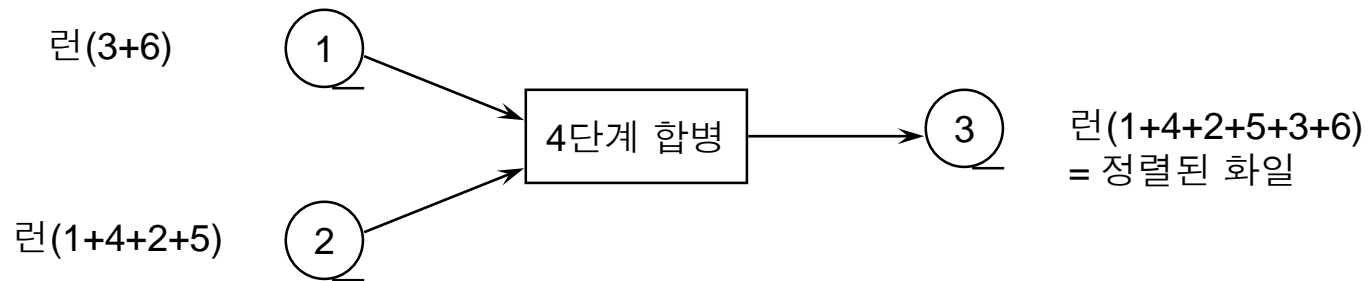 런(3+6)
1
4단계 합병
3
런(1+4+2+5+3+6)
= 정렬된 화일
런(1+4+2+5)
2